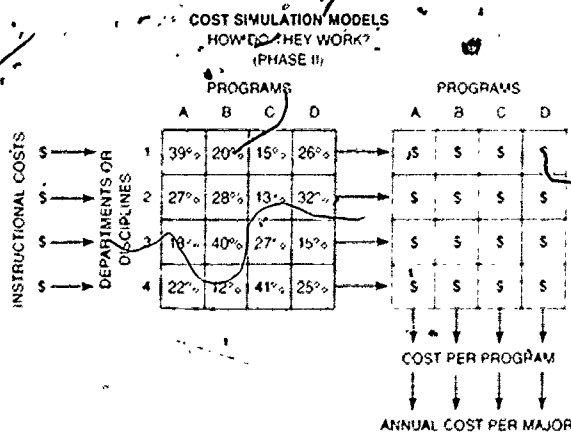 COST SIMULATION MODELS
HOW DO THEY WORK?
(PHASE II)
PROGRAMS PROGRAMS
A B C D A B C D
INSTRUCTIONAL COSTS
DEPARTMENTS OR DISCIPLINES
$ 1 39% 20% 15% 26% $ $ $ $
$ 2 27% 28% 13% 32% $ $ $ $
$ 3 18% 40% 27% 15% $ $ $ $
$ 4 22% 12% 41% 25% $ $ $ $
COST PER PROGRAM
ANNUAL COST PER MAJOR